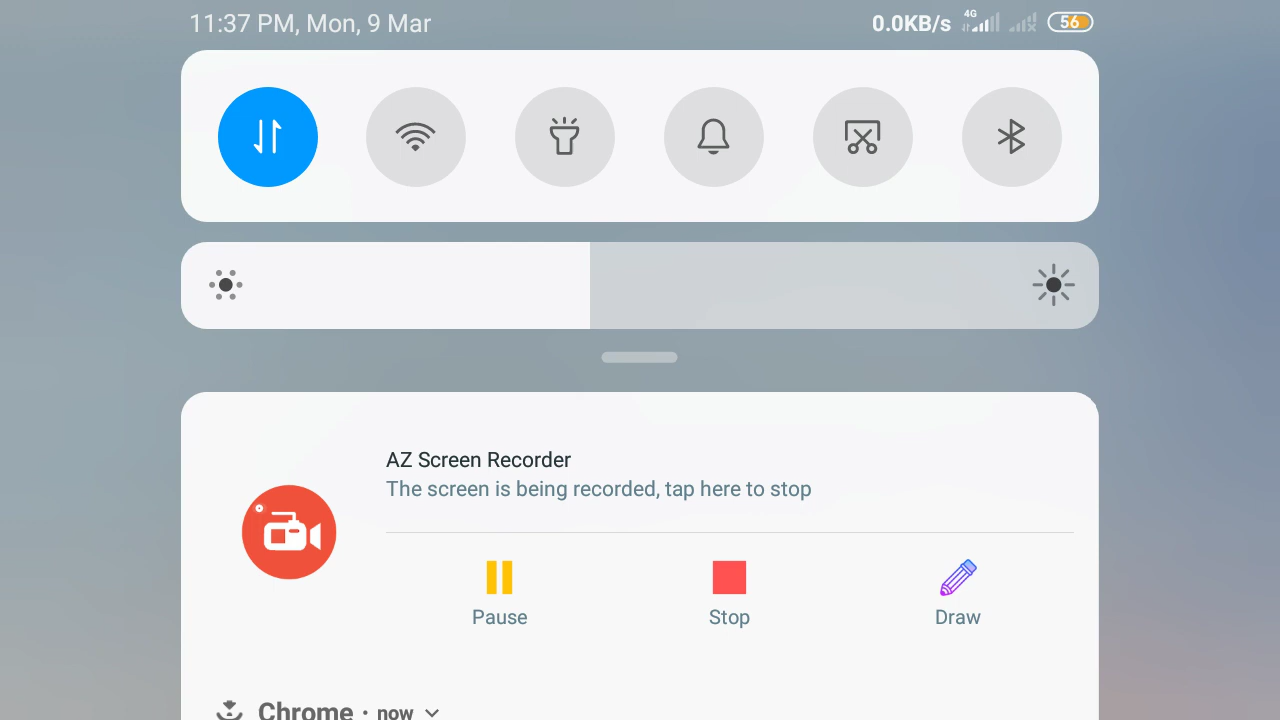 11:37 PM, Mon, 9 Mar
0.0KB/s 4G 56
AZ Screen Recorder
The screen is being recorded, tap here to stop
Pause Stop Draw
Chrome · now